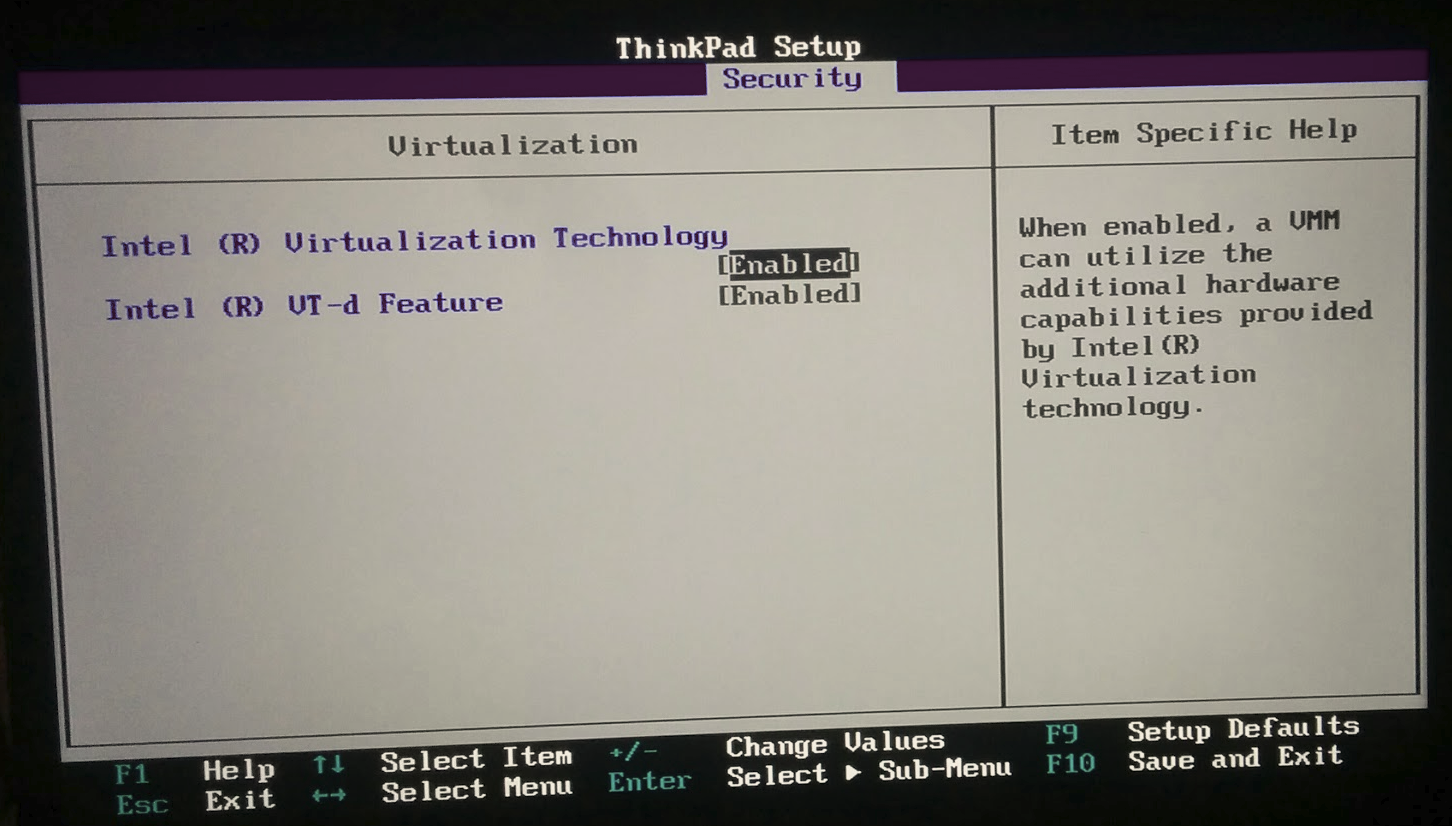 ThinkPad Setup
Security
Virtualization
Intel (R) Virtualization Technology
[Enabled]
Intel (R) VT-d Feature [Enabled]
Item Specific Help
When enabled, a VMM
can utilize the
additional hardware
capabilities provided
by Intel(R)
Virtualization
technology.
F1 Help ↑↓ Select Item +/- Change Values F9 Setup Defaults
Esc Exit ←→ Select Menu Enter Select ► Sub-Menu F10 Save and Exit